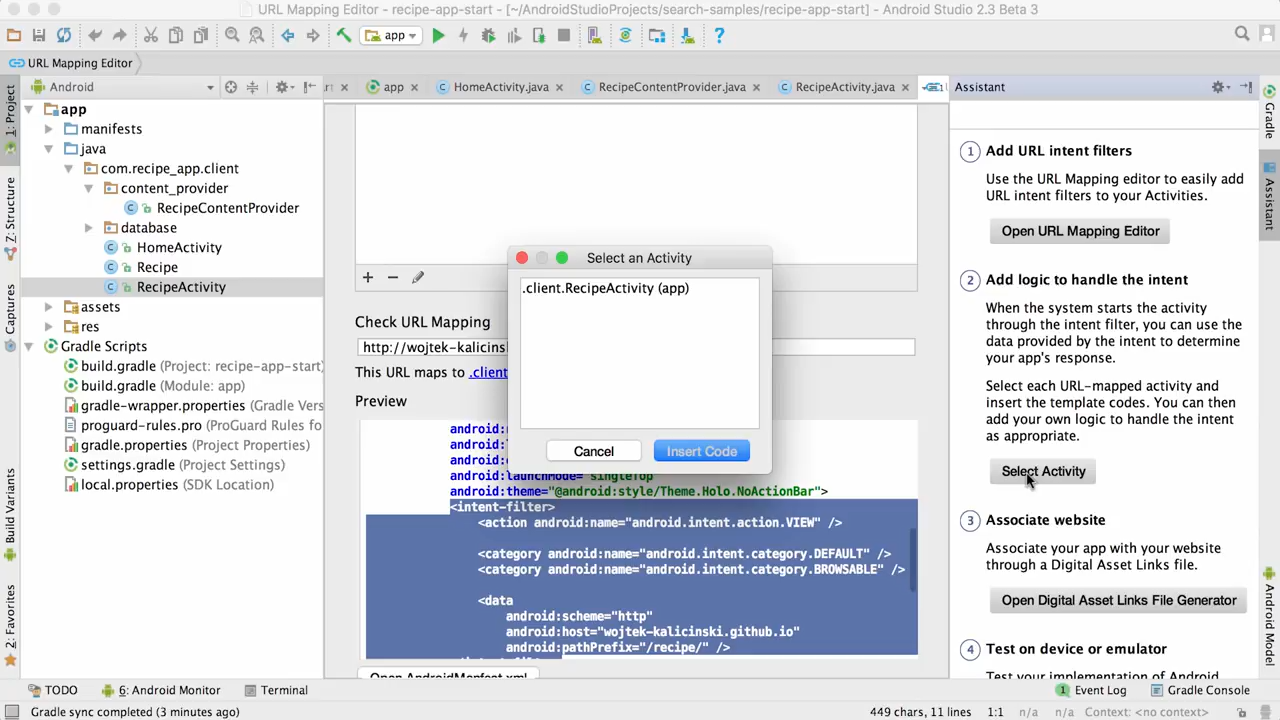 URL Mapping Editor - recipe-app-start - [~/AndroidStudioProjects/search-samples/recipe-app-start] - Android Studio 2.3 Beta 3
app
URL Mapping Editor
Android
app
HomeActivity.java
RecipeContentProvider.java
RecipeActivity.java
Assistant
1: Project
Z: Structure
Captures
Build Variants
2: Favorites
app
manifests
java
com.recipe_app.client
content_provider
RecipeContentProvider
database
HomeActivity
Recipe
RecipeActivity
assets
res
Gradle Scripts
build.gradle (Project: recipe-app-start)
build.gradle (Module: app)
gradle-wrapper.properties (Gradle Vers
proguard-rules.pro (ProGuard Rules fo
gradle.properties (Project Properties)
settings.gradle (Project Settings)
local.properties (SDK Location)
Check URL Mapping
http://wojtek-kalicins
This URL maps to .client
Preview
android:launchMode="singleTop"
android:theme="@android:style/Theme.Holo.NoActionBar">
<intent-filter>
<action android:name="android.intent.action.VIEW" />
<category android:name="android.intent.category.DEFAULT" />
<category android:name="android.intent.category.BROWSABLE" />
<data
android:scheme="http"
android:host="wojtek-kalicinski.github.io"
android:pathPrefix="/recipe/" />
Open AndroidManifest.xml
Select an Activity
.client.RecipeActivity (app)
Cancel
Insert Code
1 Add URL intent filters
Use the URL Mapping editor to easily add
URL intent filters to your Activities.
Open URL Mapping Editor
2 Add logic to handle the intent
When the system starts the activity
through the intent filter, you can use the
data provided by the intent to determine
your app's response.
Select each URL-mapped activity and
insert the template codes. You can then
add your own logic to handle the intent
as appropriate.
Select Activity
3 Associate website
Associate your app with your website
through a Digital Asset Links file.
Open Digital Asset Links File Generator
4 Test on device or emulator
Test your implementation of Android
Gradle
Assistant
Android Model
TODO
6: Android Monitor
Terminal
1 Event Log
Gradle Console
Gradle sync completed (3 minutes ago)
449 chars, 11 lines
1:1
n/a
n/a
Context: <no context>